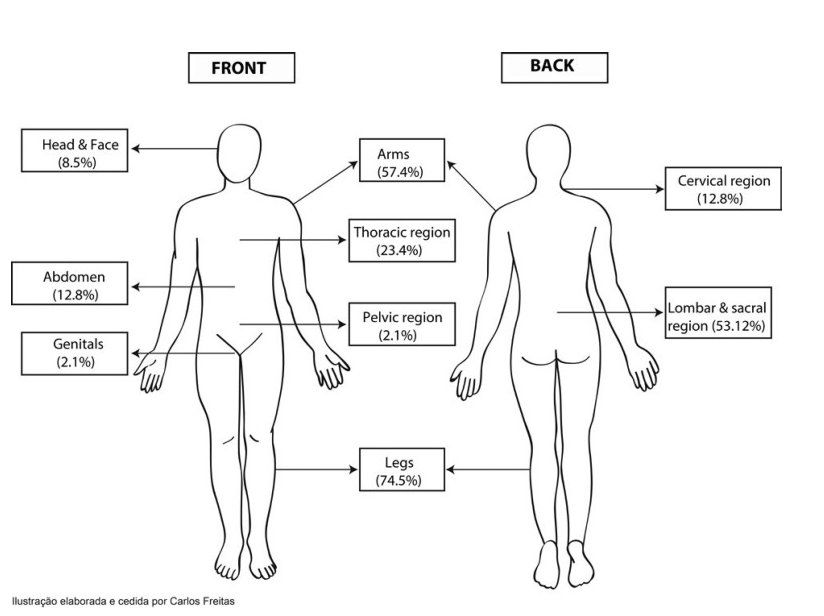 FRONT
BACK
Head & Face
(8.5%)
Arms
(57.4%)
Cervical region
(12.8%)
Thoracic region
(23.4%)
Abdomen
(12.8%)
Lombar & sacral
region (53.12%)
Pelvic region
(2.1%)
Genitals
(2.1%)
Legs
(74.5%)
Ilustração elaborada e cedida por Carlos Freitas